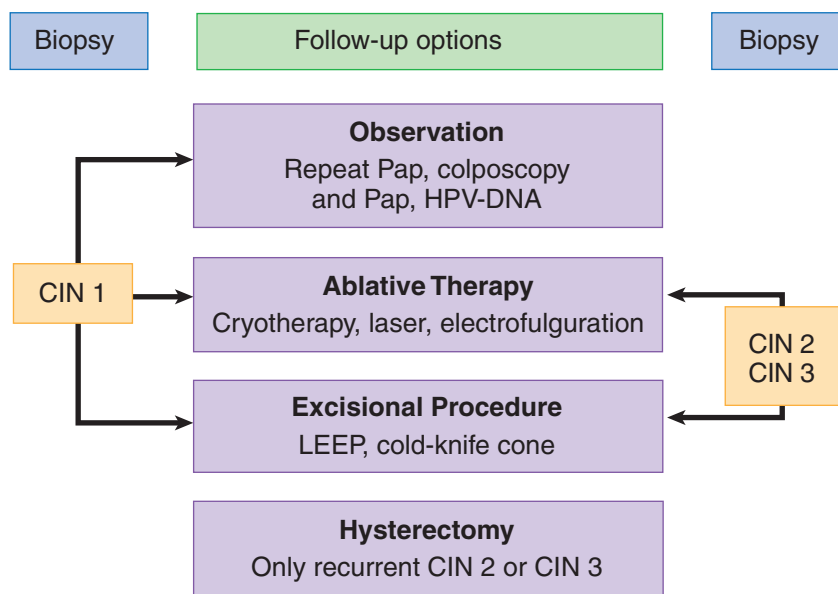 Biopsy
Follow-up options
Biopsy
Observation
Repeat Pap, colposcopy
and Pap, HPV-DNA
CIN 1
Ablative Therapy
Cryotherapy, laser, electrofulguration
CIN 2
CIN 3
Excisional Procedure
LEEP, cold-knife cone
Hysterectomy
Only recurrent CIN 2 or CIN 3